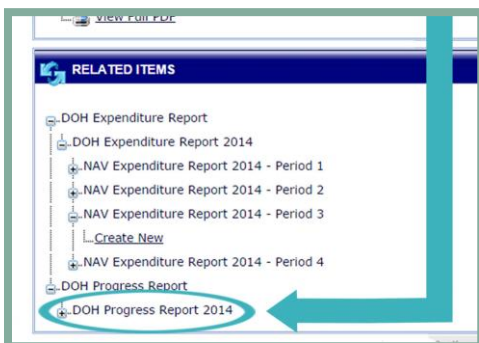 View Full PDF
RELATED ITEMS
DOH Expenditure Report
DOH Expenditure Report 2014
NAV Expenditure Report 2014 - Period 1
NAV Expenditure Report 2014 - Period 2
NAV Expenditure Report 2014 - Period 3
Create New
NAV Expenditure Report 2014 - Period 4
DOH Progress Report
DOH Progress Report 2014